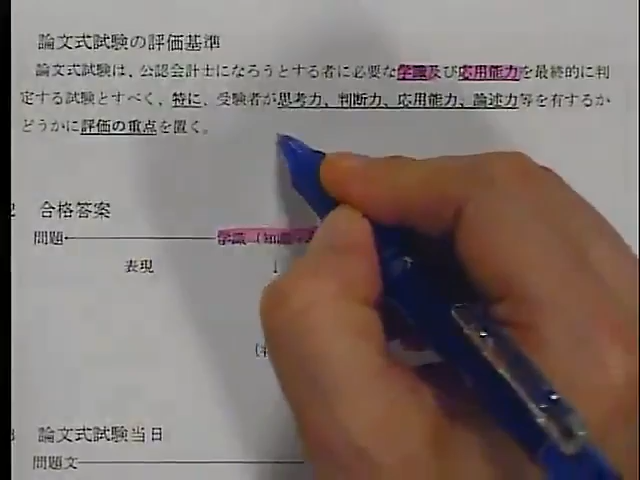 論文式試験の評価基準
論文式試験は、公認会計士になろうとする者に必要な学識及び応用能力を最終的に判
定する試験とすべく、特に、受験者が思考力、判断力、応用能力、論述力等を有するか
どうかに評価の重点を置く。
2 合格答案
問題 学識(知識
表現 ↓
論文式試験当日
問題文